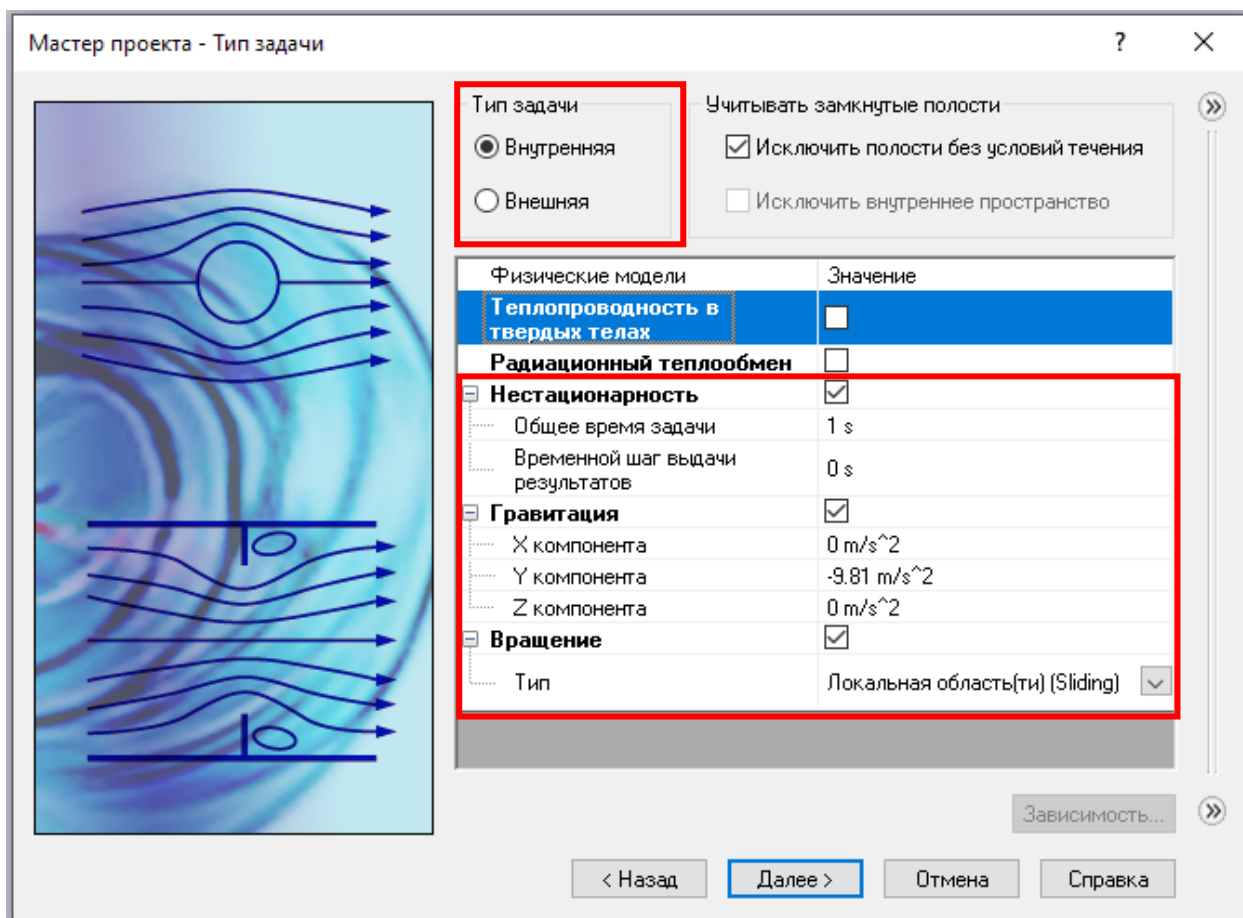 Мастер проекта - Тип задачи
?
Тип задачи
Учитывать замкнутые полости
Внутренняя
Исключить полости без условий течения
Внешняя
Исключить внутреннее пространство
Физические модели Значение
Теплопроводность в
твердых телах
Радиационный теплообмен
Нестационарность
Общее время задачи 1 s
Временной шаг выдачи
результатов 0 s
Гравитация
X компонента 0 m/s^2
Y компонента -9.81 m/s^2
Z компонента 0 m/s^2
Вращение
Тип Локальная область(ти) (Sliding)
Зависимость...
< Назад Далее > Отмена Справка